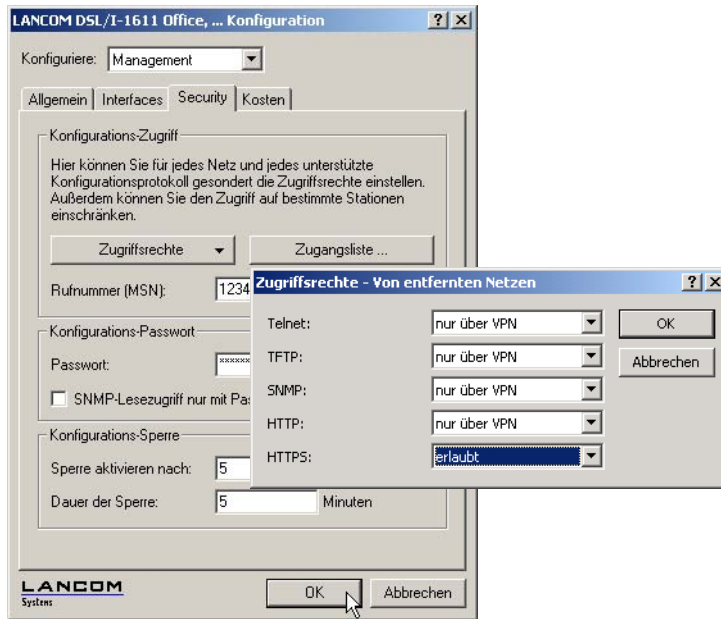 LANCOM DSL/I-1611 Office, ... Konfiguration
Konfiguriere: Management
Allgemein Interfaces Security Kosten
Konfigurations-Zugriff
Hier können Sie für jedes Netz und jedes unterstützte
Konfigurationsprotokoll gesondert die Zugriffsrechte einstellen.
Außerdem können Sie den Zugriff auf bestimmte Stationen
einschränken.
Zugriffsrechte Zugangsliste ...
Rufnummer (MSN): 1234
Konfigurations-Passwort
Passwort:
SNMP-Lesezugriff nur mit
Konfigurations-Sperre
Sperre aktivieren nach: 5
Dauer der Sperre: 5 Minuten
LANCOM
Systems
OK Abbrechen
Zugriffsrechte - Von entfernten Netzen
Telnet: nur über VPN OK
TFTP: nur über VPN Abbrechen
SNMP: nur über VPN
HTTP: nur über VPN
HTTPS: erlaubt